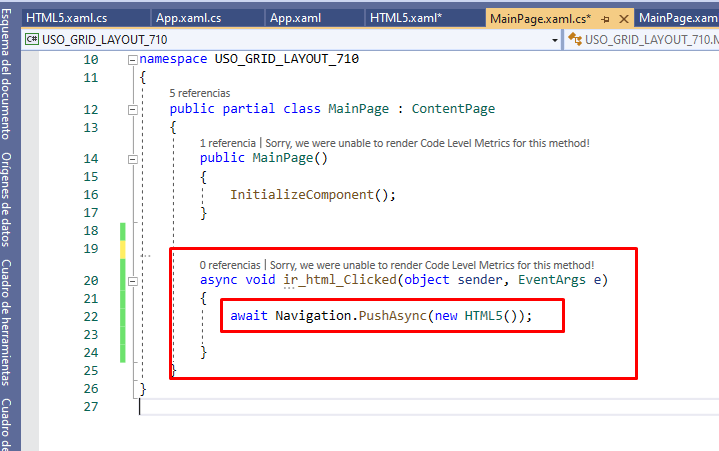 HTML5.xaml.cs App.xaml.cs App.xaml HTML5.xaml* MainPage.xaml.cs* MainPage.xam
C# USO_GRID_LAYOUT_710 USO_GRID_LAYOUT_710.M
10 namespace USO_GRID_LAYOUT_710
11 {
5 referencias
12 public partial class MainPage : ContentPage
13 {
1 referencia | Sorry, we were unable to render Code Level Metrics for this method!
14 public MainPage()
15 {
16 InitializeComponent();
17 }
18
19
0 referencias | Sorry, we were unable to render Code Level Metrics for this method!
20 async void ir_html_Clicked(object sender, EventArgs e)
21 {
22 await Navigation.PushAsync(new HTML5());
23
24 }
25 }
26 }
27
Esquema del documento
Orígenes de datos
Cuadro de herramientas
Cuadro de